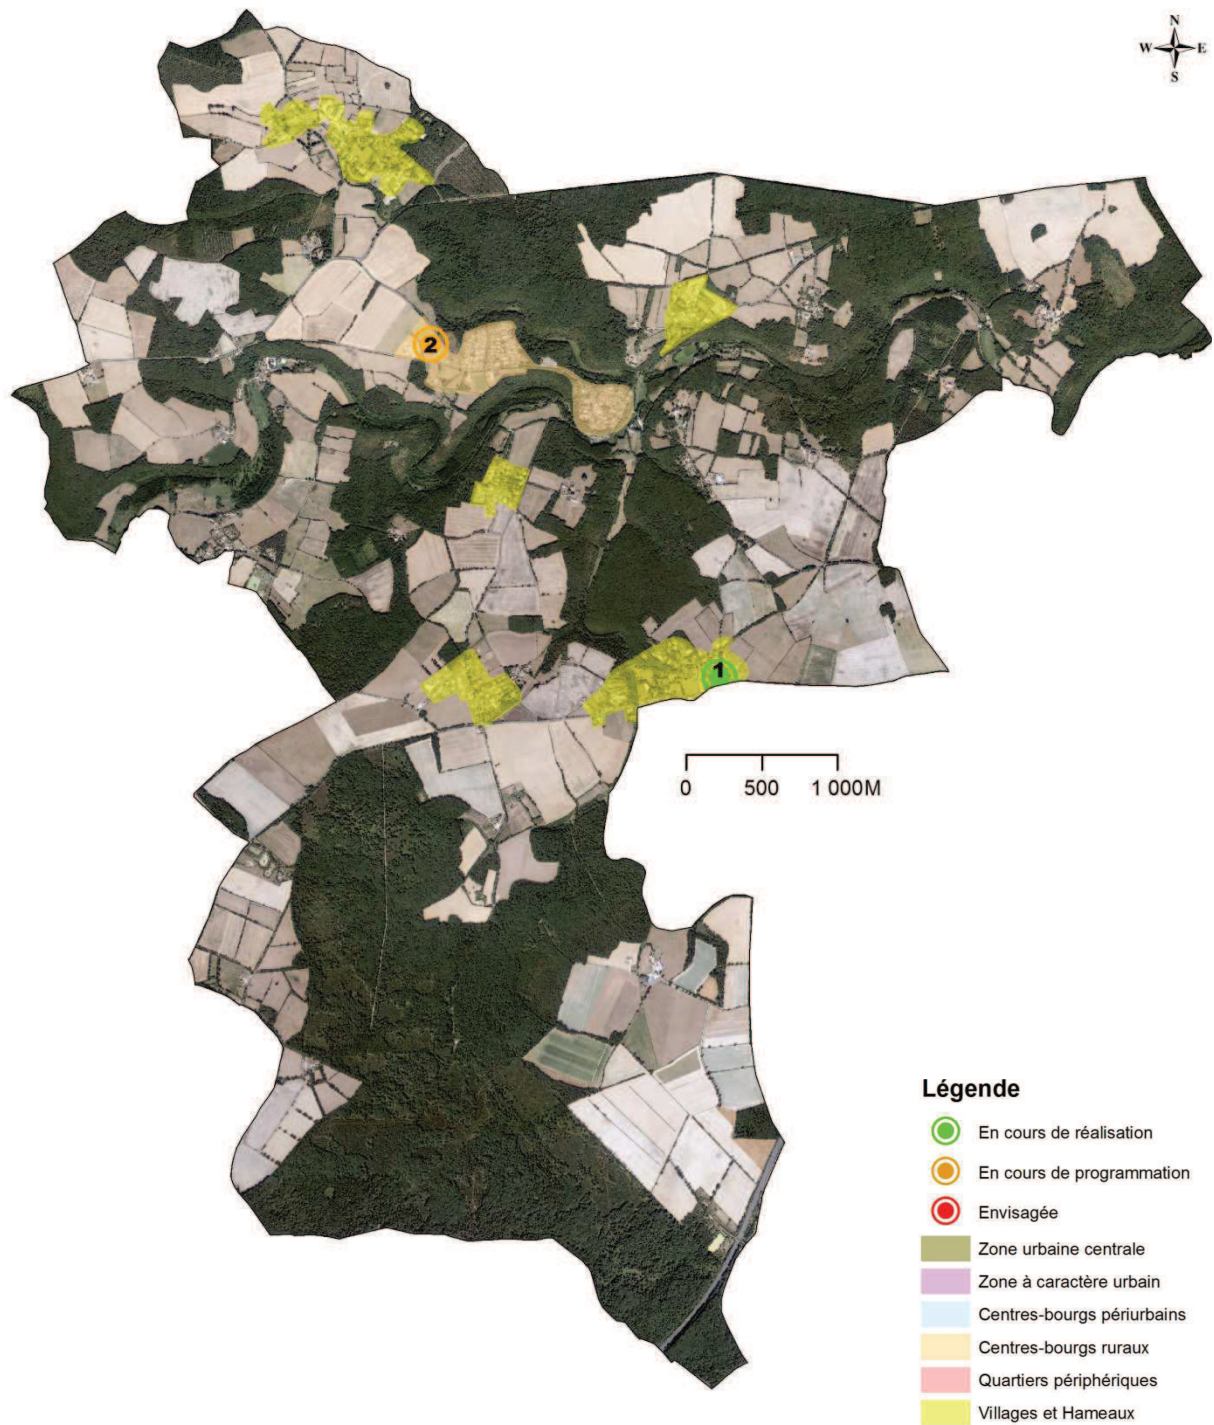 N
W E
S
2
1
0 500 1 000M
Légende
En cours de réalisation
En cours de programmation
Envisagée
Zone urbaine centrale
Zone à caractère urbain
Centres-bourgs périurbains
Centres-bourgs ruraux
Quartiers périphériques
Villages et Hameaux